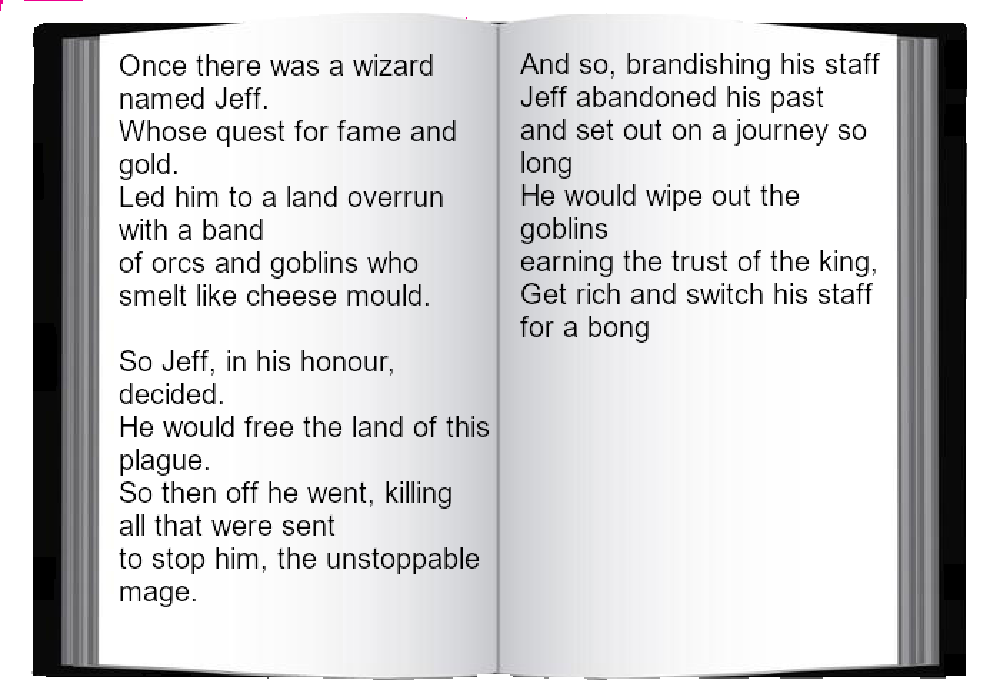 Once there was a wizard
named Jeff.
Whose quest for fame and
gold.
Led him to a land overrun
with a band
of orcs and goblins who
smelt like cheese mould.
So Jeff, in his honour,
decided.
He would free the land of this
plague.
So then off he went, killing
all that were sent
to stop him, the unstoppable
mage.
And so, brandishing his staff
Jeff abandoned his past
and set out on a journey so
long
He would wipe out the
goblins
earning the trust of the king,
Get rich and switch his staff
for a bong